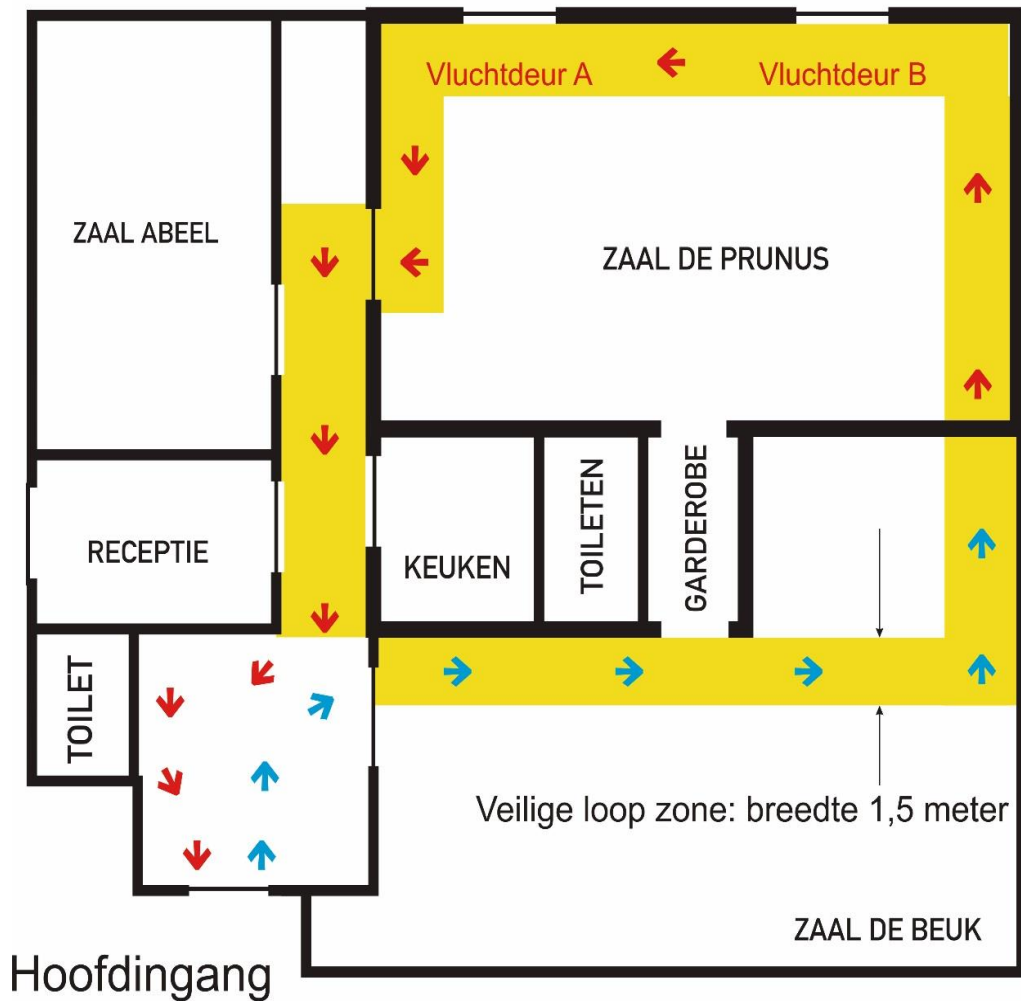 Vluchtdeur A
Vluchtdeur B
ZAAL ABEEL
ZAAL DE PRUNUS
RECEPTIE
KEUKEN
TOILETEN
GARDEROBE
TOILET
Veilige loop zone: breedte 1,5 meter
ZAAL DE BEUK
Hoofdingang